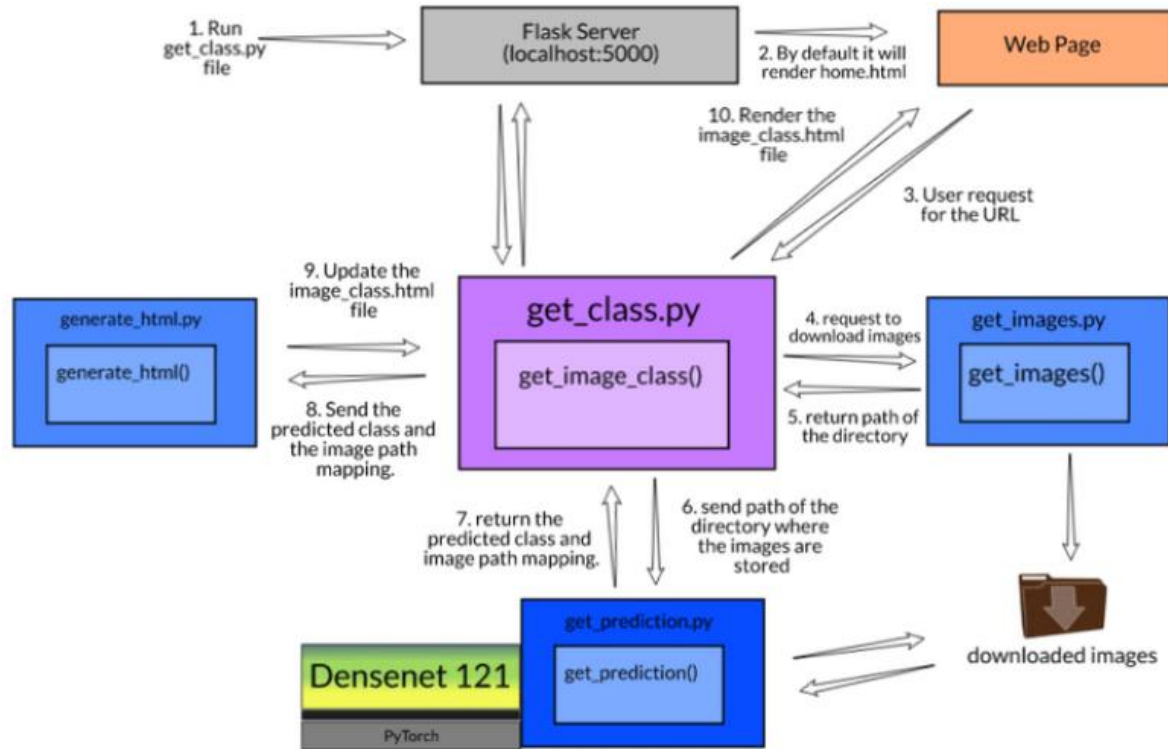 1. Run
get_class.py
file
Flask Server
(localhost:5000)
2. By default it will
render home.html
Web Page
10. Render the
image_class.html
file
3. User request
for the URL
9. Update the
image_class.html
file
generate_html.py
generate_html()
8. Send the
predicted class and
the image path
mapping.
get_class.py
get_image_class()
4. request to
download images
5. return path of
the directory
get_images.py
get_images()
7. return the
predicted class and
image path mapping.
6. send path of the
directory where
the images are
stored
get_prediction.py
get_prediction()
Densenet 121
PyTorch
downloaded images